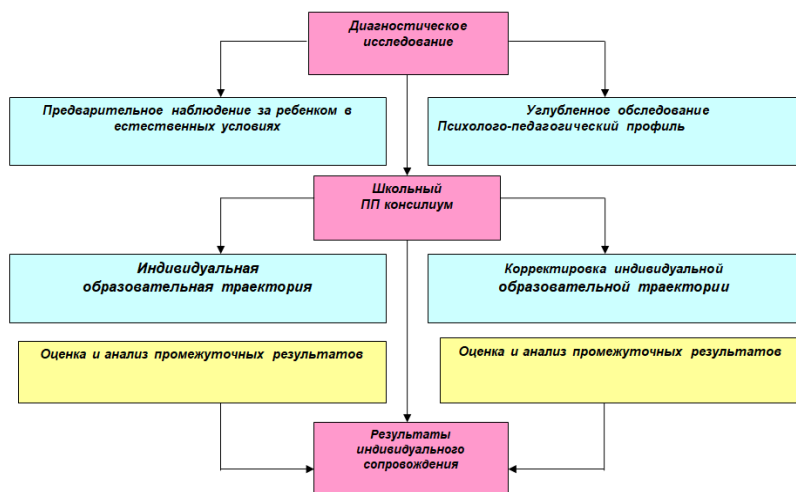 Диагностическое
исследование
Предварительное наблюдение за ребенком в
естественных условиях
Углубленное обследование
Психолого-педагогический профиль
Школьный
ПП консилиум
Индивидуальная
образовательная траектория
Корректировка индивидуальной
образовательной траектории
Оценка и анализ промежуточных результатов
Оценка и анализ промежуточных результатов
Результаты
индивидуального
сопровождения